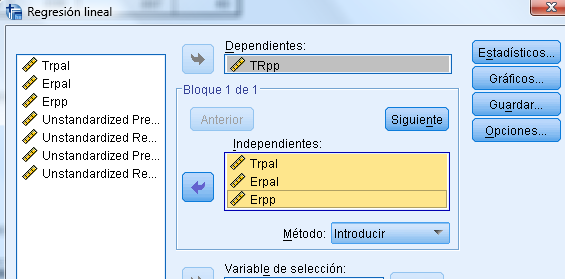 Regresión lineal
Trpal
Erpal
Erpp
Unstandardized Pre...
Unstandardized Re...
Unstandardized Pre...
Unstandardized Re...
Dependientes:
TRpp
Bloque 1 de 1
Anterior
Siguiente
Independientes:
Trpal
Erpal
Erpp
Método: Introducir
Variable de selección:
Estadísticos...
Gráficos...
Guardar...
Opciones...